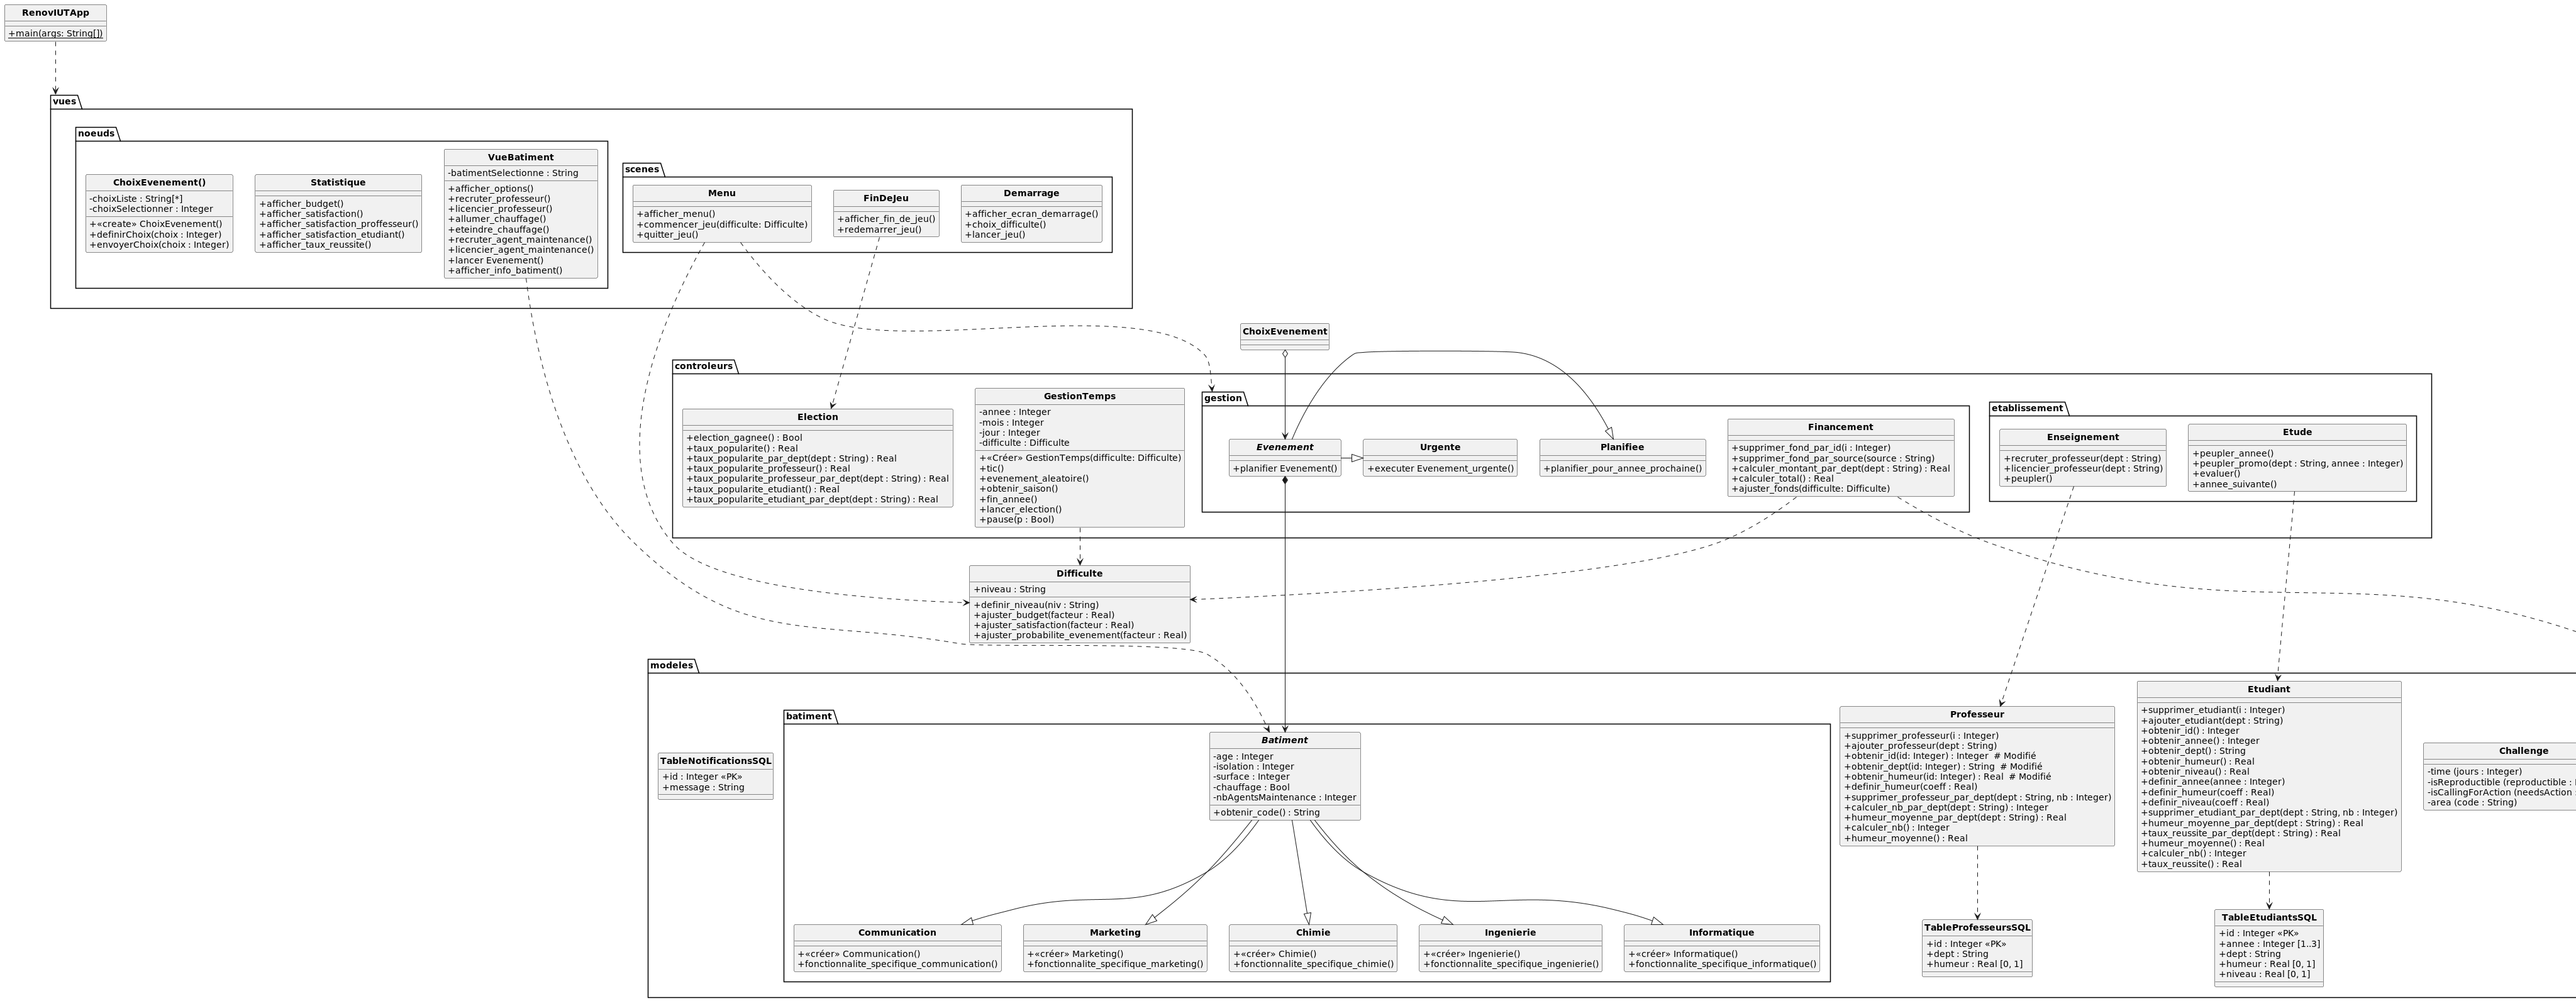 RenovIUTApp
+main(args: String[])
vues
noeuds
ChoixEvenement()
-choixListe : String[*]
-choixSelectionner : Integer
+«create» ChoixEvenement()
+definirChoix(choix : Integer)
+envoyerChoix(choix : Integer)
Statistique
+afficher_budget()
+afficher_satisfaction()
+afficher_satisfaction_proffesseur()
+afficher_satisfaction_etudiant()
+afficher_taux_reussite()
VueBatiment
-batimentSelectionne : String
+afficher_options()
+recruter_professeur()
+licencier_professeur()
+allumer_chauffage()
+eteindre_chauffage()
+recruter_agent_maintenance()
+licencier_agent_maintenance()
+lancer Evenement()
+afficher_info_batiment()
scenes
Menu
+afficher_menu()
+commencer_jeu(difficulte: Difficulte)
+quitter_jeu()
FinDeJeu
+afficher_fin_de_jeu()
+redemarrer_jeu()
Demarrage
+afficher_ecran_demarrage()
+choix_difficulte()
+lancer_jeu()
ChoixEvenement
controleurs
Election
+election_gagnee() : Bool
+taux_popularite() : Real
+taux_popularite_par_dept(dept : String) : Real
+taux_popularite_professeur() : Real
+taux_popularite_professeur_par_dept(dept : String) : Real
+taux_popularite_etudiant() : Real
+taux_popularite_etudiant_par_dept(dept : String) : Real
GestionTemps
-annee : Integer
-mois : Integer
-jour : Integer
-difficulte : Difficulte
+«Créer» GestionTemps(difficulte: Difficulte)
+tic()
+evenement_aleatoire()
+obtenir_saison()
+fin_annee()
+lancer_election()
+pause(p : Bool)
gestion
Evenement
+planifier Evenement()
Urgente
+executer Evenement_urgente()
Planifiee
+planifier_pour_annee_prochaine()
Financement
+supprimer_fond_par_id(i : Integer)
+supprimer_fond_par_source(source : String)
+calculer_montant_par_dept(dept : String) : Real
+calculer_total() : Real
+ajuster_fonds(difficulte: Difficulte)
etablissement
Enseignement
+recruter_professeur(dept : String)
+licencier_professeur(dept : String)
+peupler()
Etude
+peupler_annee()
+peupler_promo(dept : String, annee : Integer)
+evaluer()
+annee_suivante()
Difficulte
+niveau : String
+definir_niveau(niv : String)
+ajuster_budget(facteur : Real)
+ajuster_satisfaction(facteur : Real)
+ajuster_probabilite_evenement(facteur : Real)
modeles
TableNotificationsSQL
+id : Integer «PK»
+message : String
batiment
Batiment
-age : Integer
-isolation : Integer
-surface : Integer
-chauffage : Bool
-nbAgentsMaintenance : Integer
+obtenir_code() : String
Communication
+«créer» Communication()
+fonctionnalite_specifique_communication()
Marketing
+«créer» Marketing()
+fonctionnalite_specifique_marketing()
Chimie
+«créer» Chimie()
+fonctionnalite_specifique_chimie()
Ingenierie
+«créer» Ingenierie()
+fonctionnalite_specifique_ingenierie()
Informatique
+«créer» Informatique()
+fonctionnalite_specifique_informatique()
Professeur
+supprimer_professeur(i : Integer)
+ajouter_professeur(dept : String)
+obtenir_id(id: Integer) : Integer  # Modifié
+obtenir_dept(id: Integer) : String  # Modifié
+obtenir_humeur(id: Integer) : Real  # Modifié
+definir_humeur(coeff : Real)
+supprimer_professeur_par_dept(dept : String, nb : Integer)
+calculer_nb_par_dept(dept : String) : Integer
+humeur_moyenne_par_dept(dept : String) : Real
+calculer_nb() : Integer
+humeur_moyenne() : Real
Etudiant
+supprimer_etudiant(i : Integer)
+ajouter_etudiant(dept : String)
+obtenir_id() : Integer
+obtenir_annee() : Integer
+obtenir_dept() : String
+obtenir_humeur() : Real
+obtenir_niveau() : Real
+definir_annee(annee : Integer)
+definir_humeur(coeff : Real)
+definir_niveau(coeff : Real)
+supprimer_etudiant_par_dept(dept : String, nb : Integer)
+humeur_moyenne_par_dept(dept : String) : Real
+taux_reussite_par_dept(dept : String) : Real
+humeur_moyenne() : Real
+calculer_nb() : Integer
+taux_reussite() : Real
Challenge
-time (jours : Integer)
-isReproductible (reproductible :
-isCallingForAction (needsAction :
-area (code : String)
TableProfesseursSQL
+id : Integer «PK»
+dept : String
+humeur : Real [0, 1]
TableEtudiantsSQL
+id : Integer «PK»
+annee : Integer [1..3]
+dept : String
+humeur : Real [0, 1]
+niveau : Real [0, 1]